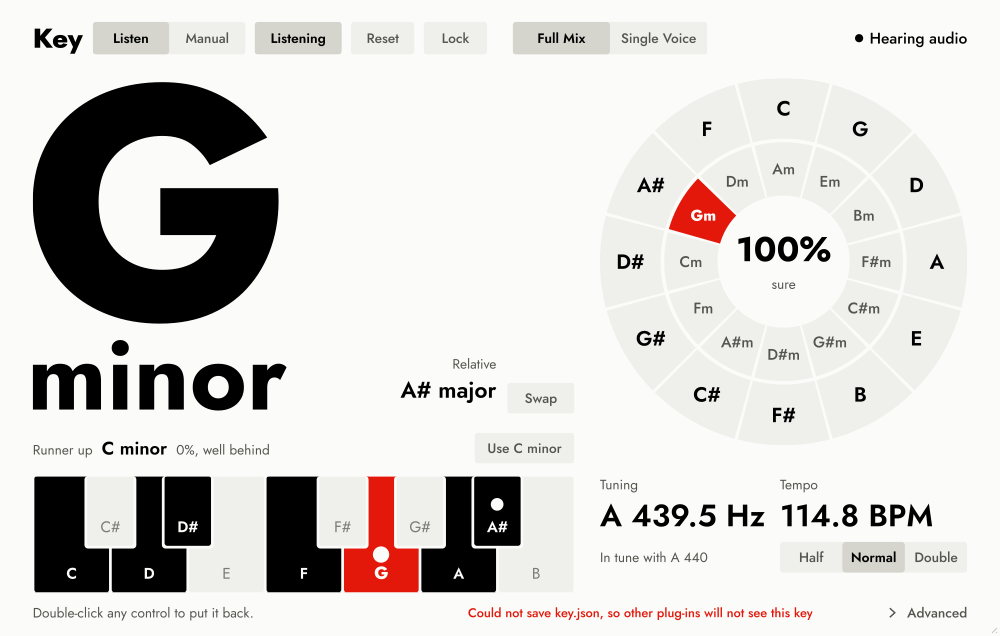 Key Listen Manual Listening Reset Lock Full Mix Single Voice Hearing audio
G
minor
Relative
A# major Swap
Runner up C minor 0%, well behind Use C minor
C# D# F# G# A#
C D E F G A B
C
G
D
A
E
B
F#
C#
G#
D#
A#
F
Am
Em
Bm
F#m
C#m
G#m
D#m
A#m
Fm
Cm
Gm
Dm
100%
sure
Tuning
A 439.5 Hz
In tune with A 440
Tempo
114.8 BPM
Half Normal Double
Double-click any control to put it back. Could not save key.json, so other plug-ins will not see this key Advanced